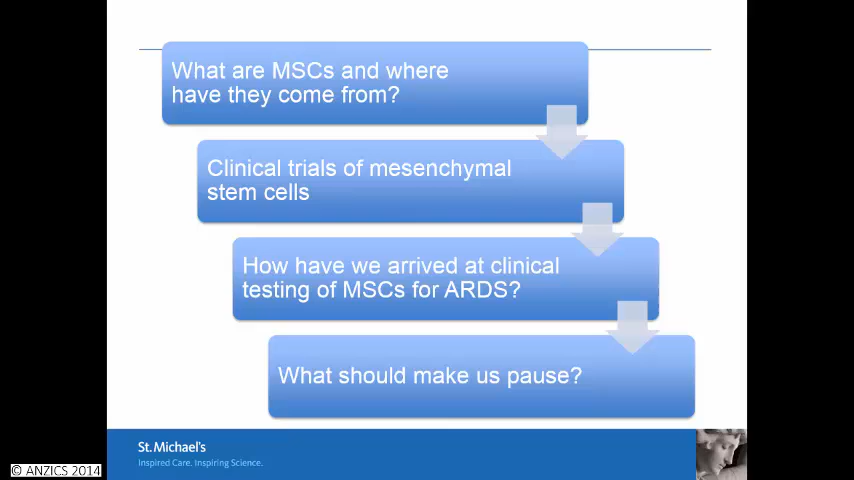 What are MSCs and where
have they come from?
Clinical trials of mesenchymal
stem cells
How have we arrived at clinical
testing of MSCs for ARDS?
What should make us pause?
St. Michael's
Inspired Care. Inspiring Science.
© ANZICS 2014